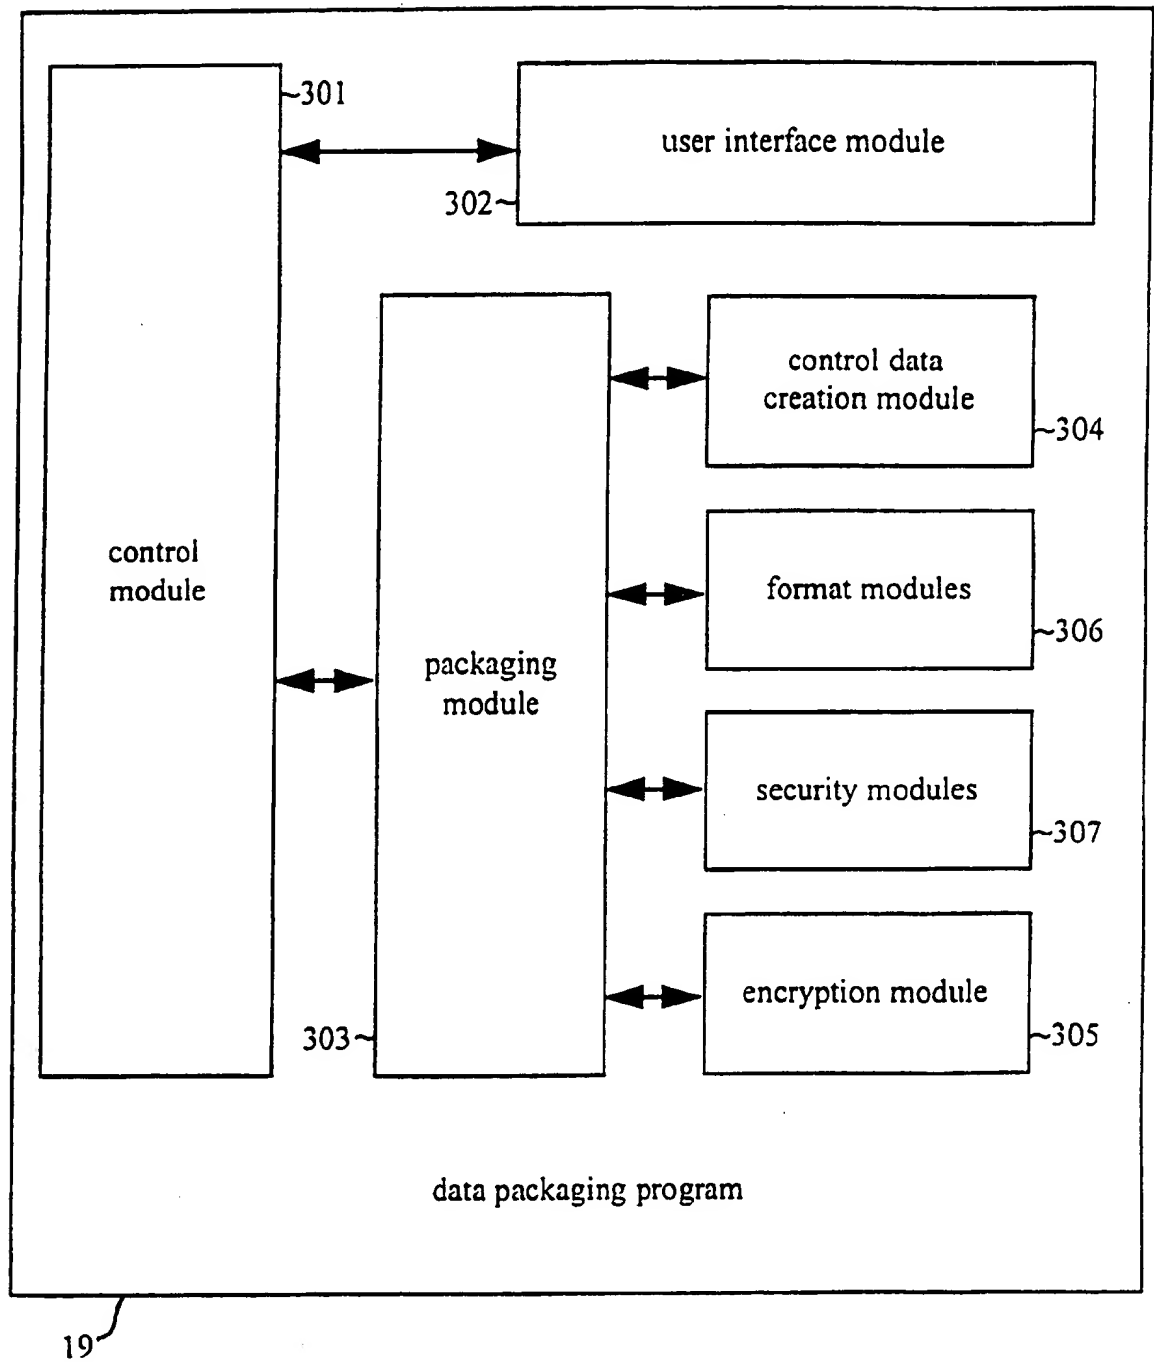 301
user interface module
302
control data
creation module
304
control
module
format modules
306
packaging
module
security modules
307
encryption module
303
305
data packaging program
19